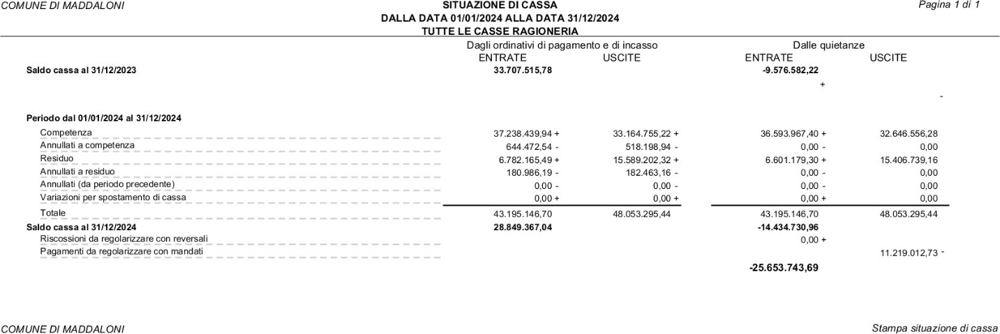 COMUNE DI MADDALONI SITUAZIONE DI CASSA Pagina 1 di 1
DALLA DATA 01/01/2024 ALLA DATA 31/12/2024
TUTTE LE CASSE RAGIONERIA
Dagli ordinativi di pagamento e di incasso Dalle quietanze
ENTRATE USCITE ENTRATE USCITE
Saldo cassa al 31/12/2023 33.707.515,78 -9.576.582,22
+
-
Periodo dal 01/01/2024 al 31/12/2024
Competenza 37.238.439,94 + 33.164.755,22 + 36.593.967,40 + 32.646.556,28
Annullati a competenza 644.472,54 - 518.198,94 - 0,00 - 0,00
Residuo 6.782.165,49 + 15.589.202,32 + 6.601.179,30 + 15.406.739,16
Annullati a residuo 180.986,19 - 182.463,16 - 0,00 - 0,00
Annullati (da periodo precedente) 0,00 - 0,00 - 0,00 - 0,00
Variazioni per spostamento di cassa 0,00 + 0,00 + 0,00 + 0,00
Totale 43.195.146,70 48.053.295,44 43.195.146,70 48.053.295,44
Saldo cassa al 31/12/2024 28.849.367,04 -14.434.730,96
Riscossioni da regolarizzare con reversali 0,00 +
Pagamenti da regolarizzare con mandati 11.219.012,73 -
-25.653.743,69
COMUNE DI MADDALONI Stampa situazione di cassa